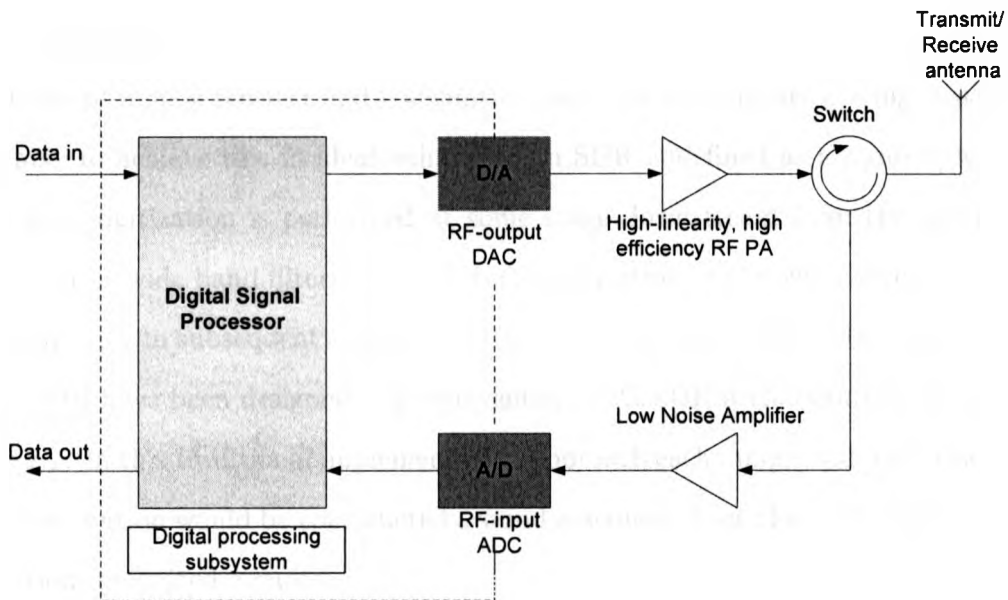 Transmit/
Receive
antenna
Switch
Data in
D/A
RF-output
DAC
High-linearity, high
efficiency RF PA
Digital Signal
Processor
Low Noise Amplifier
Data out
A/D
RF-input
ADC
Digital processing
subsystem